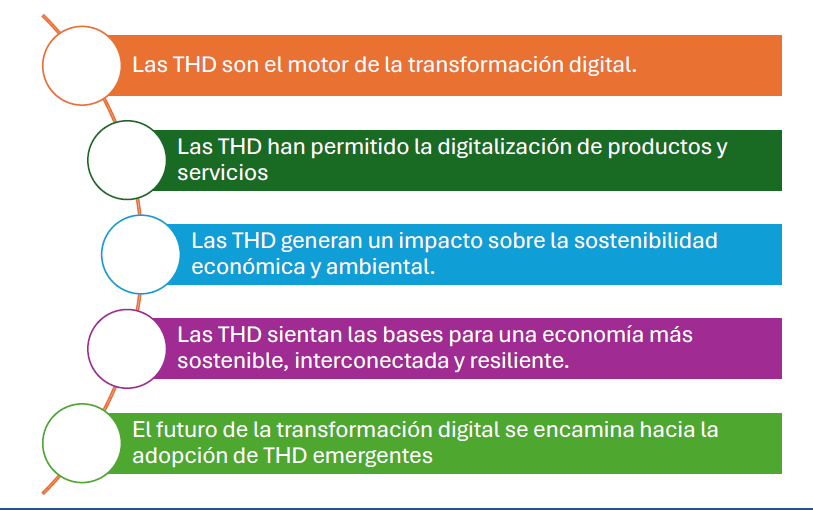 Las THD son el motor de la transformación digital.
Las THD han permitido la digitalización de productos y
servicios
Las THD generan un impacto sobre la sostenibilidad
económica y ambiental.
Las THD sientan las bases para una economía más
sostenible, interconectada y resiliente.
El futuro de la transformación digital se encamina hacia la
adopción de THD emergentes